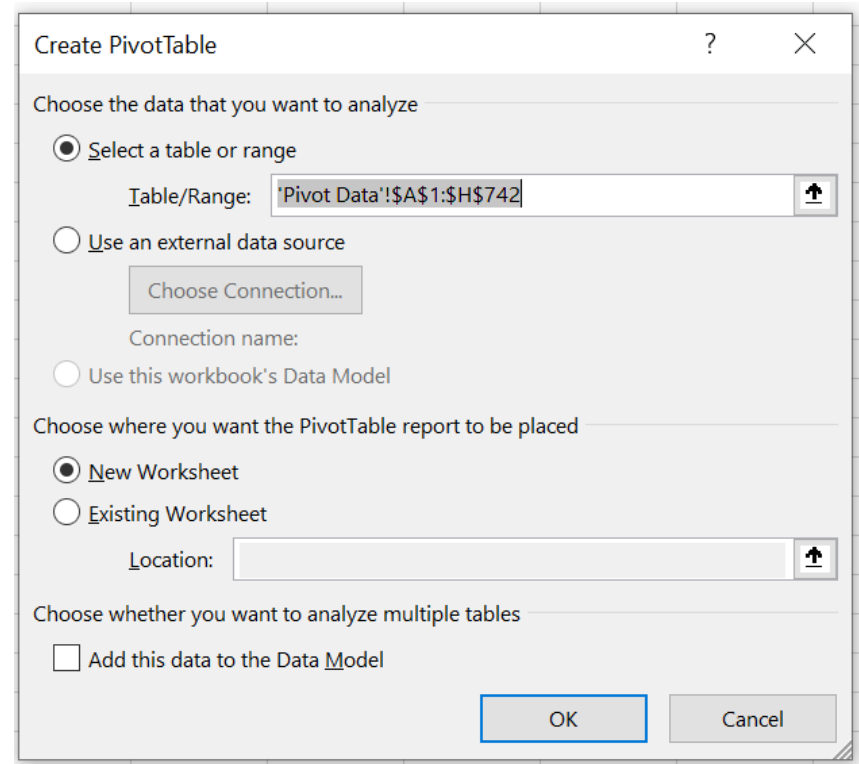 Create PivotTable ?
Choose the data that you want to analyze
Select a table or range
Table/Range: 'Pivot Data'!$A$1:$H$742
Use an external data source
Choose Connection...
Connection name:
Use this workbook's Data Model
Choose where you want the PivotTable report to be placed
New Worksheet
Existing Worksheet
Location:
Choose whether you want to analyze multiple tables
Add this data to the Data Model
OK Cancel